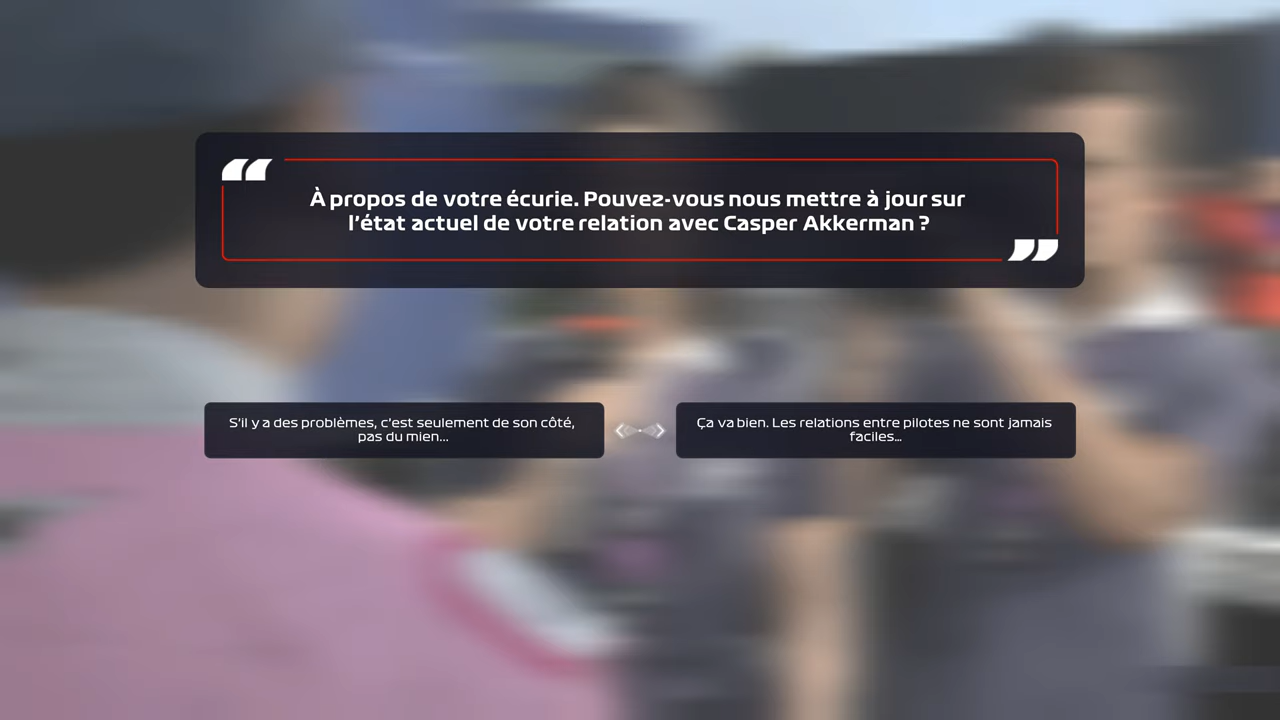 À propos de votre écurie. Pouvez-vous nous mettre à jour sur
l'état actuel de votre relation avec Casper Akkerman ?
S'il y a des problèmes, c'est seulement de son côté,
pas du mien...
Ça va bien. Les relations entre pilotes ne sont jamais
faciles...